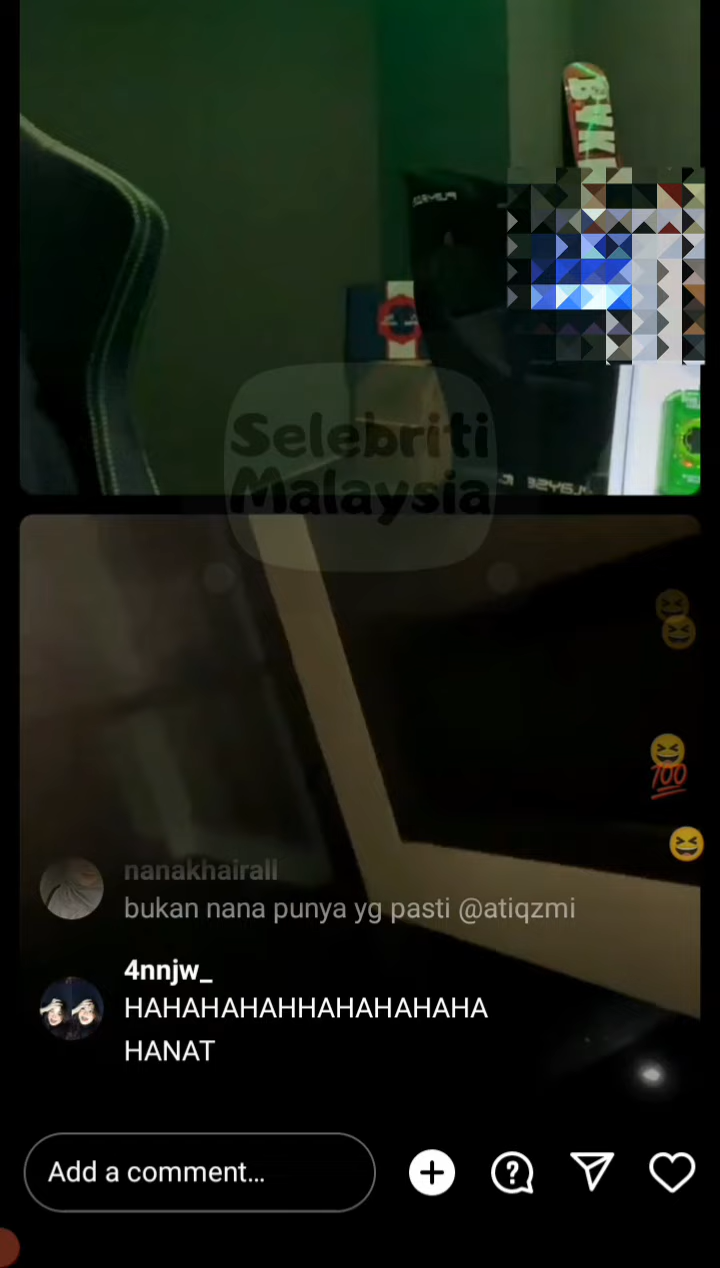 Selebriti
Malaysia
nanakhairall
bukan nana punya yg pasti @atiqzmi
4nnjw_
HAHAHAHAHHAHAHAHAHA
HANAT
Add a comment...